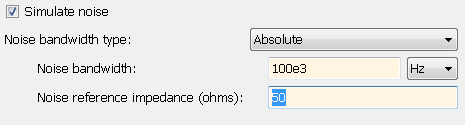 Simulate noise
Noise bandwidth type: Absolute
Noise bandwidth: 100e3 Hz
Noise reference impedance (ohms): 50